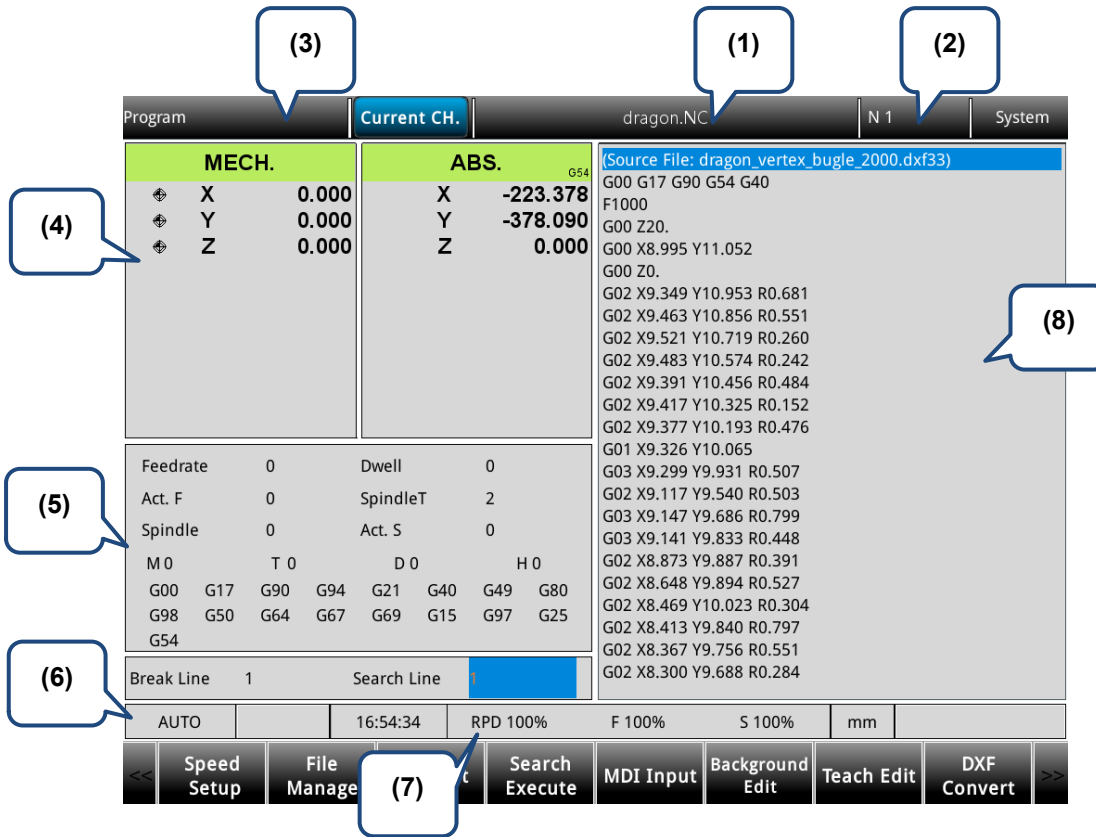 (3)
(1)
(2)
Program
Current CH.
dragon.NC
N 1
System
MECH.
X 0.000
Y 0.000
Z 0.000
ABS.
G54
X -223.378
Y -378.090
Z 0.000
(4)
(Source File: dragon_vertex_bugle_2000.dxf33)
G00 G17 G90 G54 G40
F1000
G00 Z20.
G00 X8.995 Y11.052
G00 Z0.
G02 X9.349 Y10.953 R0.681
G02 X9.463 Y10.856 R0.551
G02 X9.521 Y10.719 R0.260
G02 X9.483 Y10.574 R0.242
G02 X9.391 Y10.456 R0.484
G02 X9.417 Y10.325 R0.152
G02 X9.377 Y10.193 R0.476
G01 X9.326 Y10.065
G03 X9.299 Y9.931 R0.507
G02 X9.117 Y9.540 R0.503
G03 X9.147 Y9.686 R0.799
G03 X9.141 Y9.833 R0.448
G02 X8.873 Y9.887 R0.391
G02 X8.648 Y9.894 R0.527
G02 X8.469 Y10.023 R0.304
G02 X8.413 Y9.840 R0.797
G02 X8.367 Y9.756 R0.551
G02 X8.300 Y9.688 R0.284
(8)
Feedrate 0 Dwell 0
Act. F 0 SpindleT 2
Spindle 0 Act. S 0
M 0 T 0 D 0 H 0
G00 G17 G90 G94 G21 G40 G49 G80
G98 G50 G64 G67 G69 G15 G97 G25
G54
(5)
Break Line 1 Search Line 1
(6)
AUTO 16:54:34 RPD 100% F 100% S 100% mm
<<
Speed
Setup
File
Manage
(7)
t
Search
Execute
MDI Input
Background
Edit
Teach Edit
DXF
Convert
>>